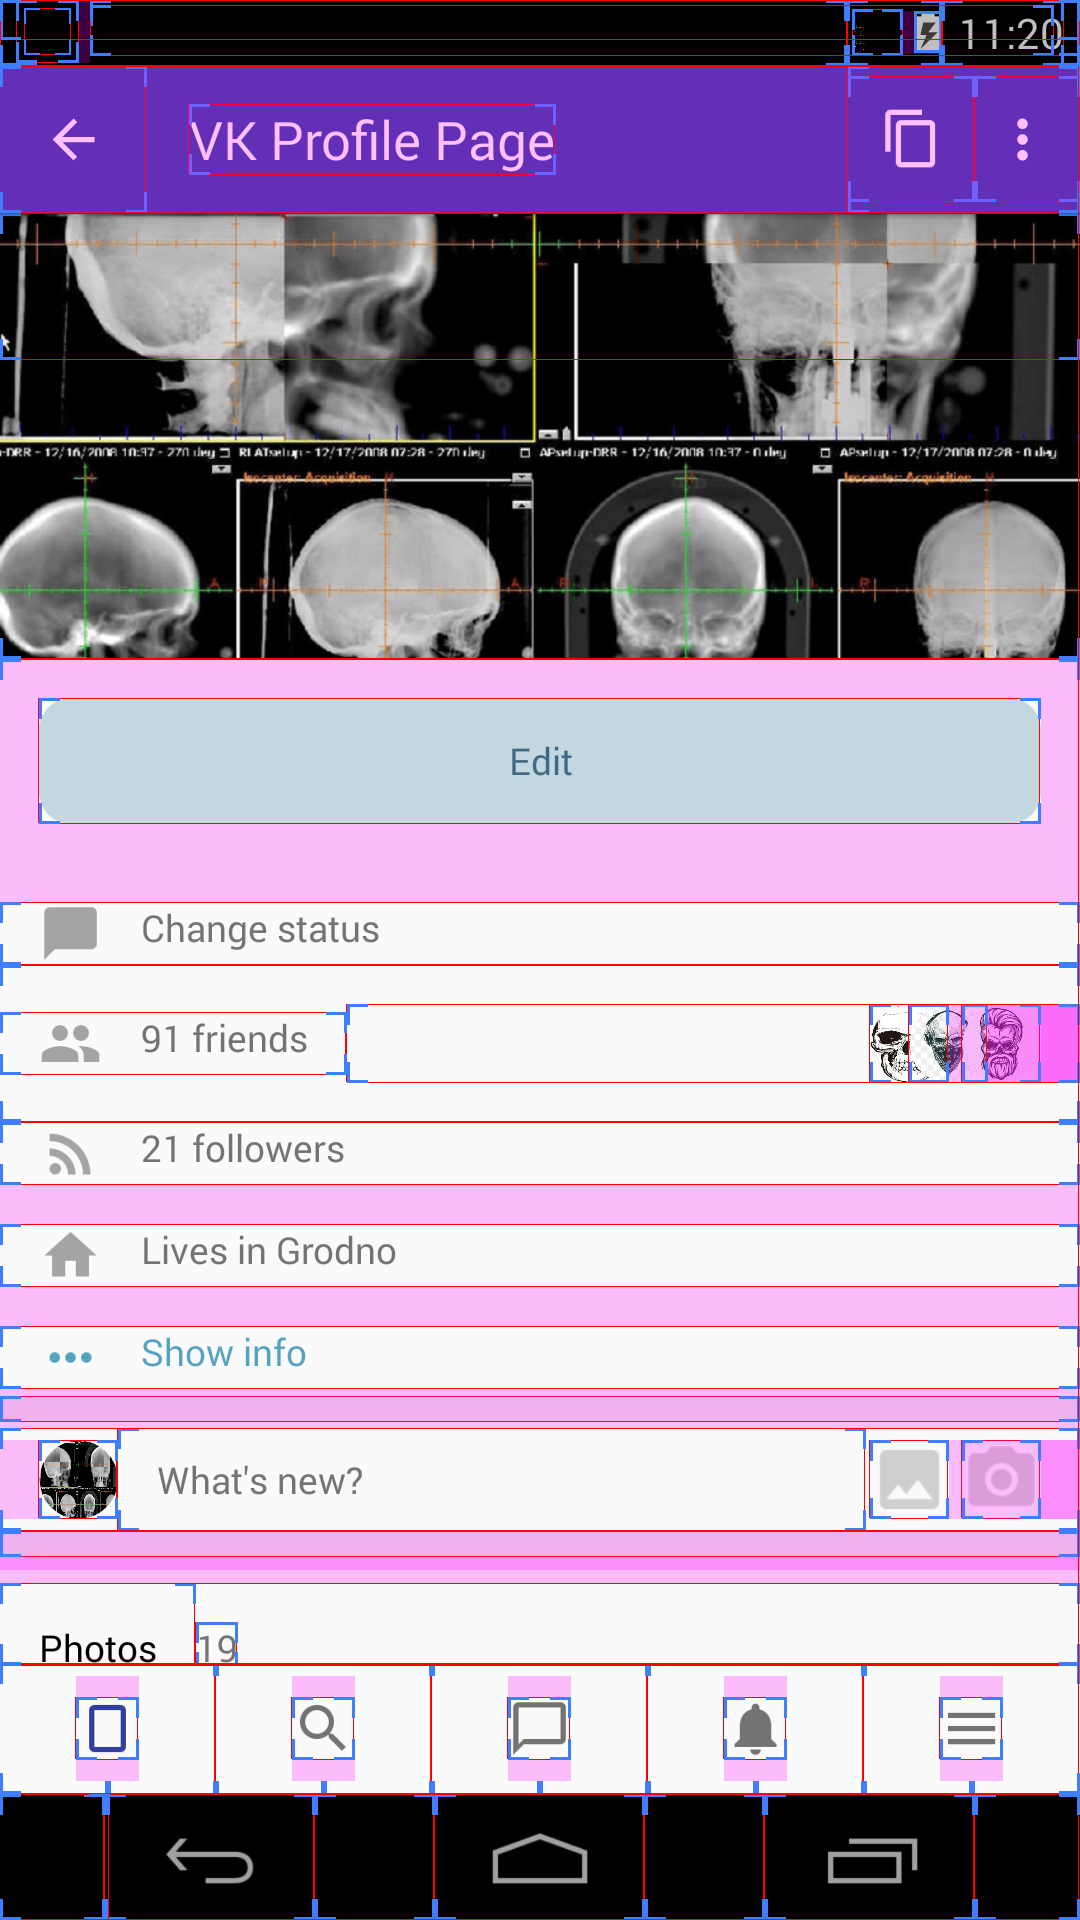 11:20
VK Profile Page
-DRR - 12/16/2008 10:37 - 270 deg
RLATsetup - 12/17/2008 07:28 - 270 deg
APsetup-DRR - 12/16/2008 10:37 - 0 deg
APsetup - 12/17/2008 07:28 - 0 deg
Isocenter Acquisition
Isocenter Acquisition
A
A
R
L
R
Edit
Change status
91 friends
21 followers
Lives in Grodno
Show info
What's new?
Photos 19